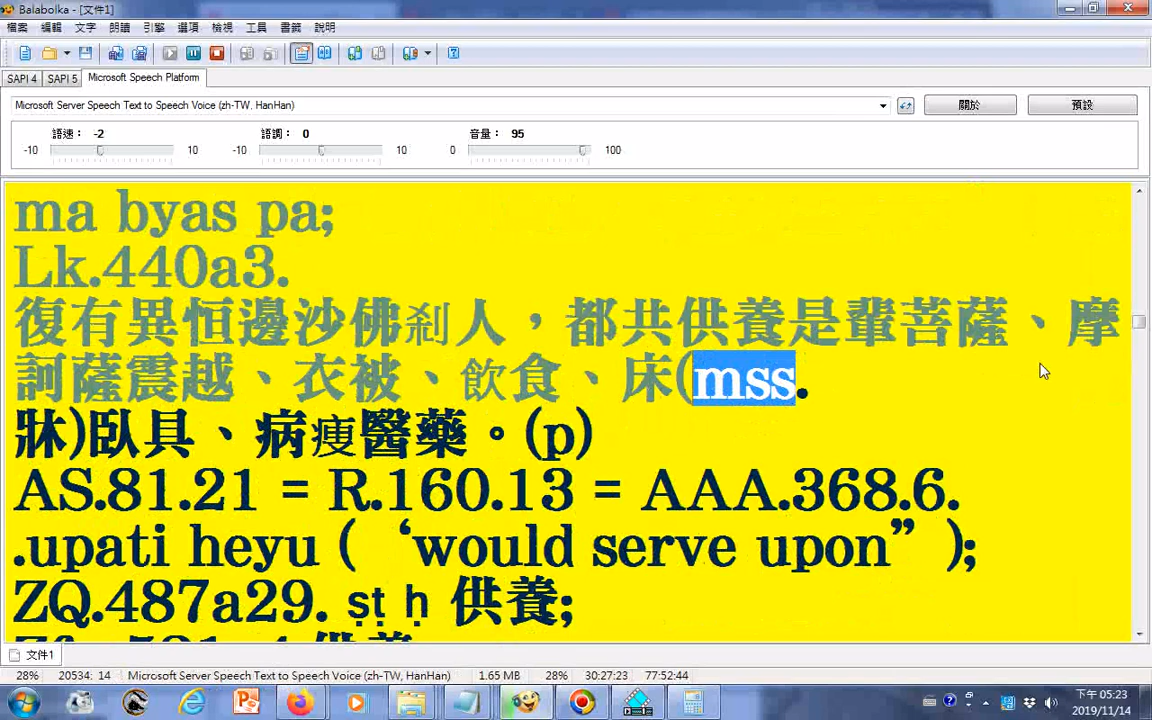 Balabolka - [文件1]
檔案 編輯 文字 朗讀 引擎 選項 檢視 工具 書籤 說明
SAPI 4 SAPI 5 Microsoft Speech Platform
Microsoft Server Speech Text to Speech Voice (zh-TW, HanHan) 關於 預設
語速： -2 語調： 0 音量： 95
-10 10 -10 10 0 100
ma byas pa;
Lk.440a3.
復有異恒邊沙佛剎人，都共供養是輩菩薩、摩
訶薩震越、衣被、飲食、床(mss.
牀)臥具、病瘦醫藥。(p)
AS.81.21 = R.160.13 = AAA.368.6.
.upati heyu (‘would serve upon”);
ZQ.487a29. ṣṭ ḥ 供養;
文件1
28% 20534: 14 Microsoft Server Speech Text to Speech Voice (zh-TW, HanHan) 1.65 MB 28% 30:27:23 77:52:44
下午 05:23
2019/11/14